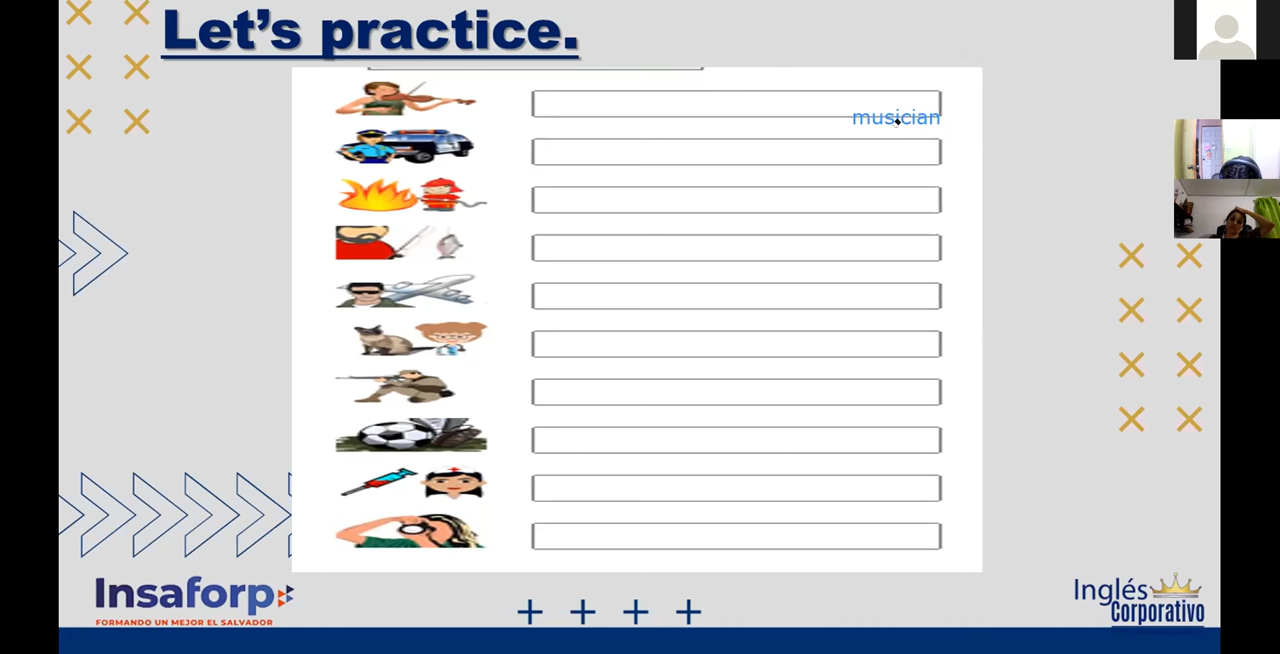 Let's practice.
musician
Insaforp
FORMANDO UN MEJOR EL SALVADOR
Inglés
Corporativo